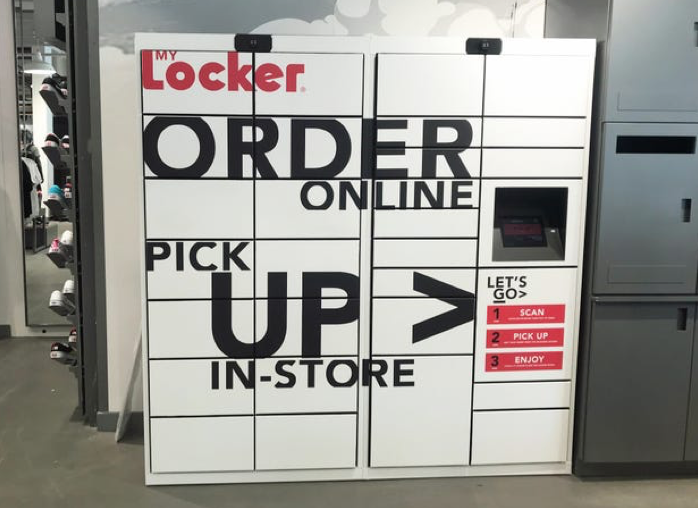 MY
Locker
ORDER
ONLINE
PICK
UP >
IN-STORE
LET'S
GO>
1 SCAN
2 PICK UP
3 ENJOY